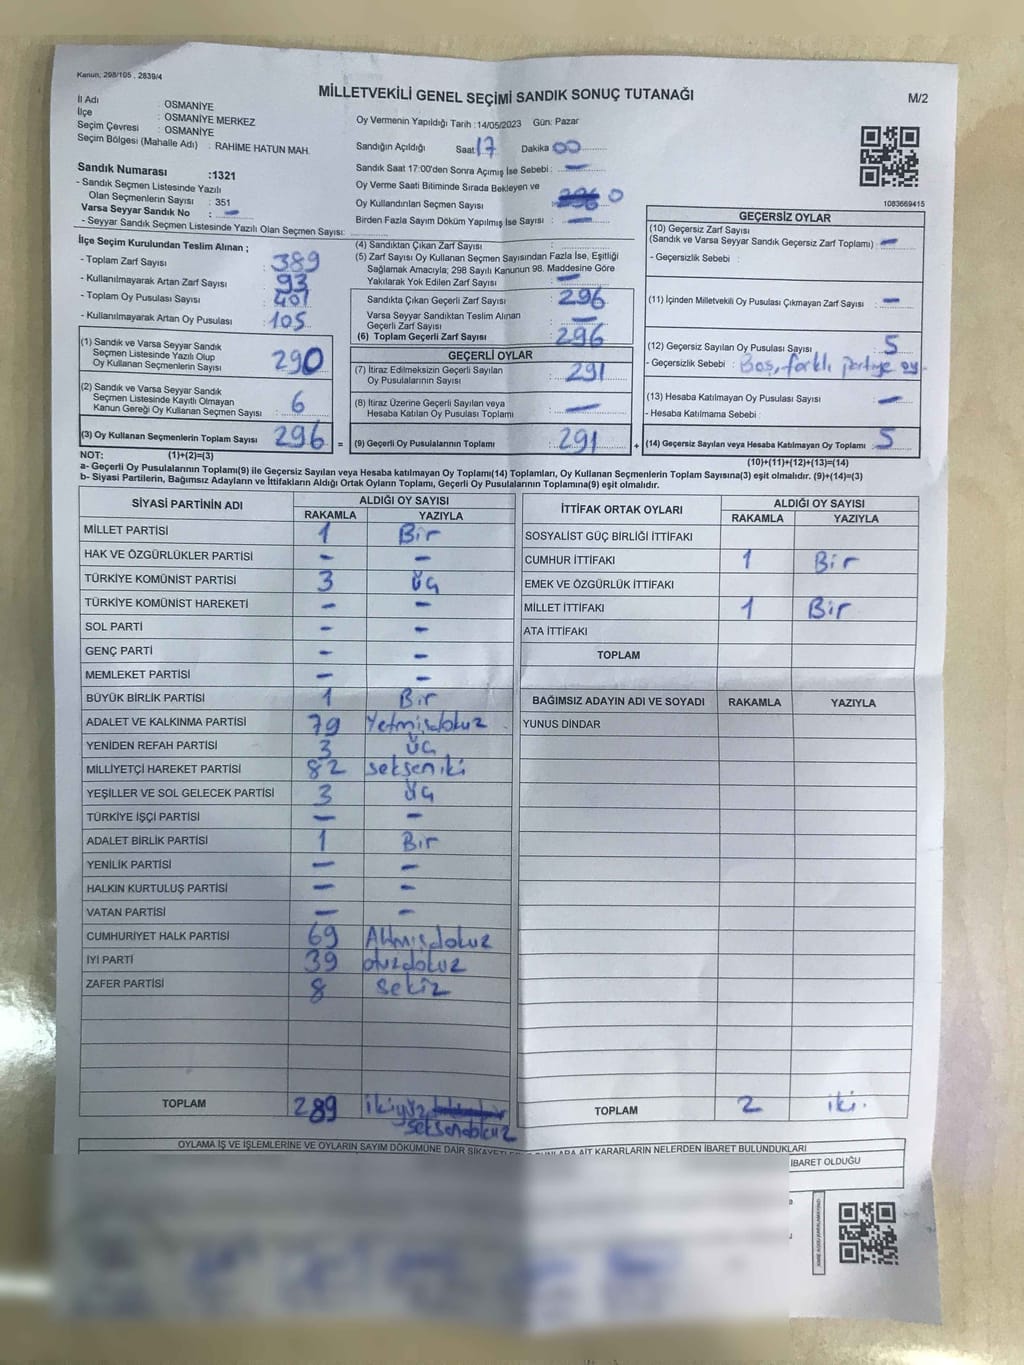 Kanun, 298/105 , 2839/4
MİLLETVEKİLİ GENEL SEÇİMİ SANDIK SONUÇ TUTANAĞI
M/2
İl Adı : OSMANİYE
İlçe : OSMANİYE MERKEZ
Seçim Çevresi : OSMANİYE
Seçim Bölgesi (Mahalle Adı) : RAHİME HATUN MAH.
Sandık Numarası :1321
- Sandık Seçmen Listesinde Yazılı
Olan Seçmenlerin Sayısı : 351
Varsa Seyyar Sandık No : -
- Seyyar Sandık Seçmen Listesinde Yazılı Olan Seçmen Sayısı:
Oy Vermenin Yapıldığı Tarih :14/05/2023 Gün: Pazar
Sandığın Açıldığı Saat 17 Dakika 00
Sandık Saat 17:00'den Sonra Açımış İse Sebebi : -
Oy Verme Saati Bitiminde Sırada Bekleyen ve
Oy Kullandırılan Seçmen Sayısı 0
Birden Fazla Sayım Döküm Yapılmış İse Sayısı : -
1083669415
İlçe Seçim Kurulundan Teslim Alınan ;
- Toplam Zarf Sayısı : 389
- Kullanılmayarak Artan Zarf Sayısı : 93
- Toplam Oy Pusulası Sayısı : 401
- Kullanılmayarak Artan Oy Pusulası : 105
(1) Sandık ve Varsa Seyyar Sandık
Seçmen Listesinde Yazılı Olup
Oy Kullanan Seçmenlerin Sayısı : 290
(2) Sandık ve Varsa Seyyar Sandık
Seçmen Listesinde Kayıtlı Olmayan
Kanun Gereği Oy Kullanan Seçmen Sayısı : 6
(3) Oy Kullanan Seçmenlerin Toplam Sayısı 296 =
(4) Sandıktan Çıkan Zarf Sayısı :
(5) Zarf Sayısı Oy Kullanan Seçmen Sayısından Fazla İse, Eşitliği
Sağlamak Amacıyla; 298 Sayılı Kanunun 98. Maddesine Göre
Yakılarak Yok Edilen Zarf Sayısı : -
Sandıkta Çıkan Geçerli Zarf Sayısı : 296
Varsa Seyyar Sandıktan Teslim Alınan
Geçerli Zarf Sayısı : -
(6) Toplam Geçerli Zarf Sayısı : 296
GEÇERLİ OYLAR
(7) İtiraz Edilmeksizin Geçerli Sayılan
Oy Pusulalarının Sayısı : 291
(8) İtiraz Üzerine Geçerli Sayılan veya
Hesaba Katılan Oy Pusulası Toplamı : -
(9) Geçerli Oy Pusulalarının Toplamı : 291 +
GEÇERSİZ OYLAR
(10) Geçersiz Zarf Sayısı
(Sandık ve Varsa Seyyar Sandık Geçersiz Zarf Toplamı) : -
- Geçersizlik Sebebi :
(11) İçinden Milletvekili Oy Pusulası Çıkmayan Zarf Sayısı : -
(12) Geçersiz Sayılan Oy Pusulası Sayısı : 5
- Geçersizlik Sebebi : Boş, farklı partiye oy
(13) Hesaba Katılmayan Oy Pusulası Sayısı : -
- Hesaba Katılmama Sebebi :
(14) Geçersiz Sayılan veya Hesaba Katılmayan Oy Toplamı : 5
NOT: (1)+(2)=(3)
(10)+(11)+(12)+(13)=(14)
a- Geçerli Oy Pusulalarının Toplamı(9) ile Geçersiz Sayılan veya Hesaba katılmayan Oy Toplamı(14) Toplamları, Oy Kullanan Seçmenlerin Toplam Sayısına(3) eşit olmalıdır. (9)+(14)=(3)
b- Siyasi Partilerin, Bağımsız Adayların ve İttifakların Aldığı Ortak Oyların Toplamı, Geçerli Oy Pusulalarının Toplamına(9) eşit olmalıdır.
SİYASİ PARTİNİN ADI ALDIĞI OY SAYISI
RAKAMLA YAZIYLA
MİLLET PARTİSİ 1 Bir
HAK VE ÖZGÜRLÜKLER PARTİSİ - -
TÜRKİYE KOMÜNİST PARTİSİ 3 Üç
TÜRKİYE KOMÜNİST HAREKETİ - -
SOL PARTİ - -
GENÇ PARTİ - -
MEMLEKET PARTİSİ - -
BÜYÜK BİRLİK PARTİSİ 1 Bir
ADALET VE KALKINMA PARTİSİ 79 Yetmişdokuz
YENİDEN REFAH PARTİSİ 3 Üç
MİLLİYETÇİ HAREKET PARTİSİ 82 seksen iki
YEŞİLLER VE SOL GELECEK PARTİSİ 3 Üç
TÜRKİYE İŞÇİ PARTİSİ - -
ADALET BİRLİK PARTİSİ 1 Bir
YENİLİK PARTİSİ - -
HALKIN KURTULUŞ PARTİSİ - -
VATAN PARTİSİ - -
CUMHURİYET HALK PARTİSİ 69 Altmışdokuz
İYİ PARTİ 39 otuzdokuz
ZAFER PARTİSİ 8 sekiz
TOPLAM 289 ikiyüz
seksendokuz
İTTİFAK ORTAK OYLARI ALDIĞI OY SAYISI
RAKAMLA YAZIYLA
SOSYALİST GÜÇ BİRLİĞİ İTTİFAKI
CUMHUR İTTİFAKI 1 Bir
EMEK VE ÖZGÜRLÜK İTTİFAKI
MİLLET İTTİFAKI 1 Bir
ATA İTTİFAKI
TOPLAM
BAĞIMSIZ ADAYIN ADI VE SOYADI RAKAMLA YAZIYLA
YUNUS DİNDAR
TOPLAM 2 iki.
OYLAMA İŞ VE İŞLEMLERİNE VE OYLARIN SAYIM DÖKÜMÜNE DAİR ŞİKAYET AİT KARARLARIN NELERDEN İBARET BULUNDUKLARI
İBARET OLDUĞU